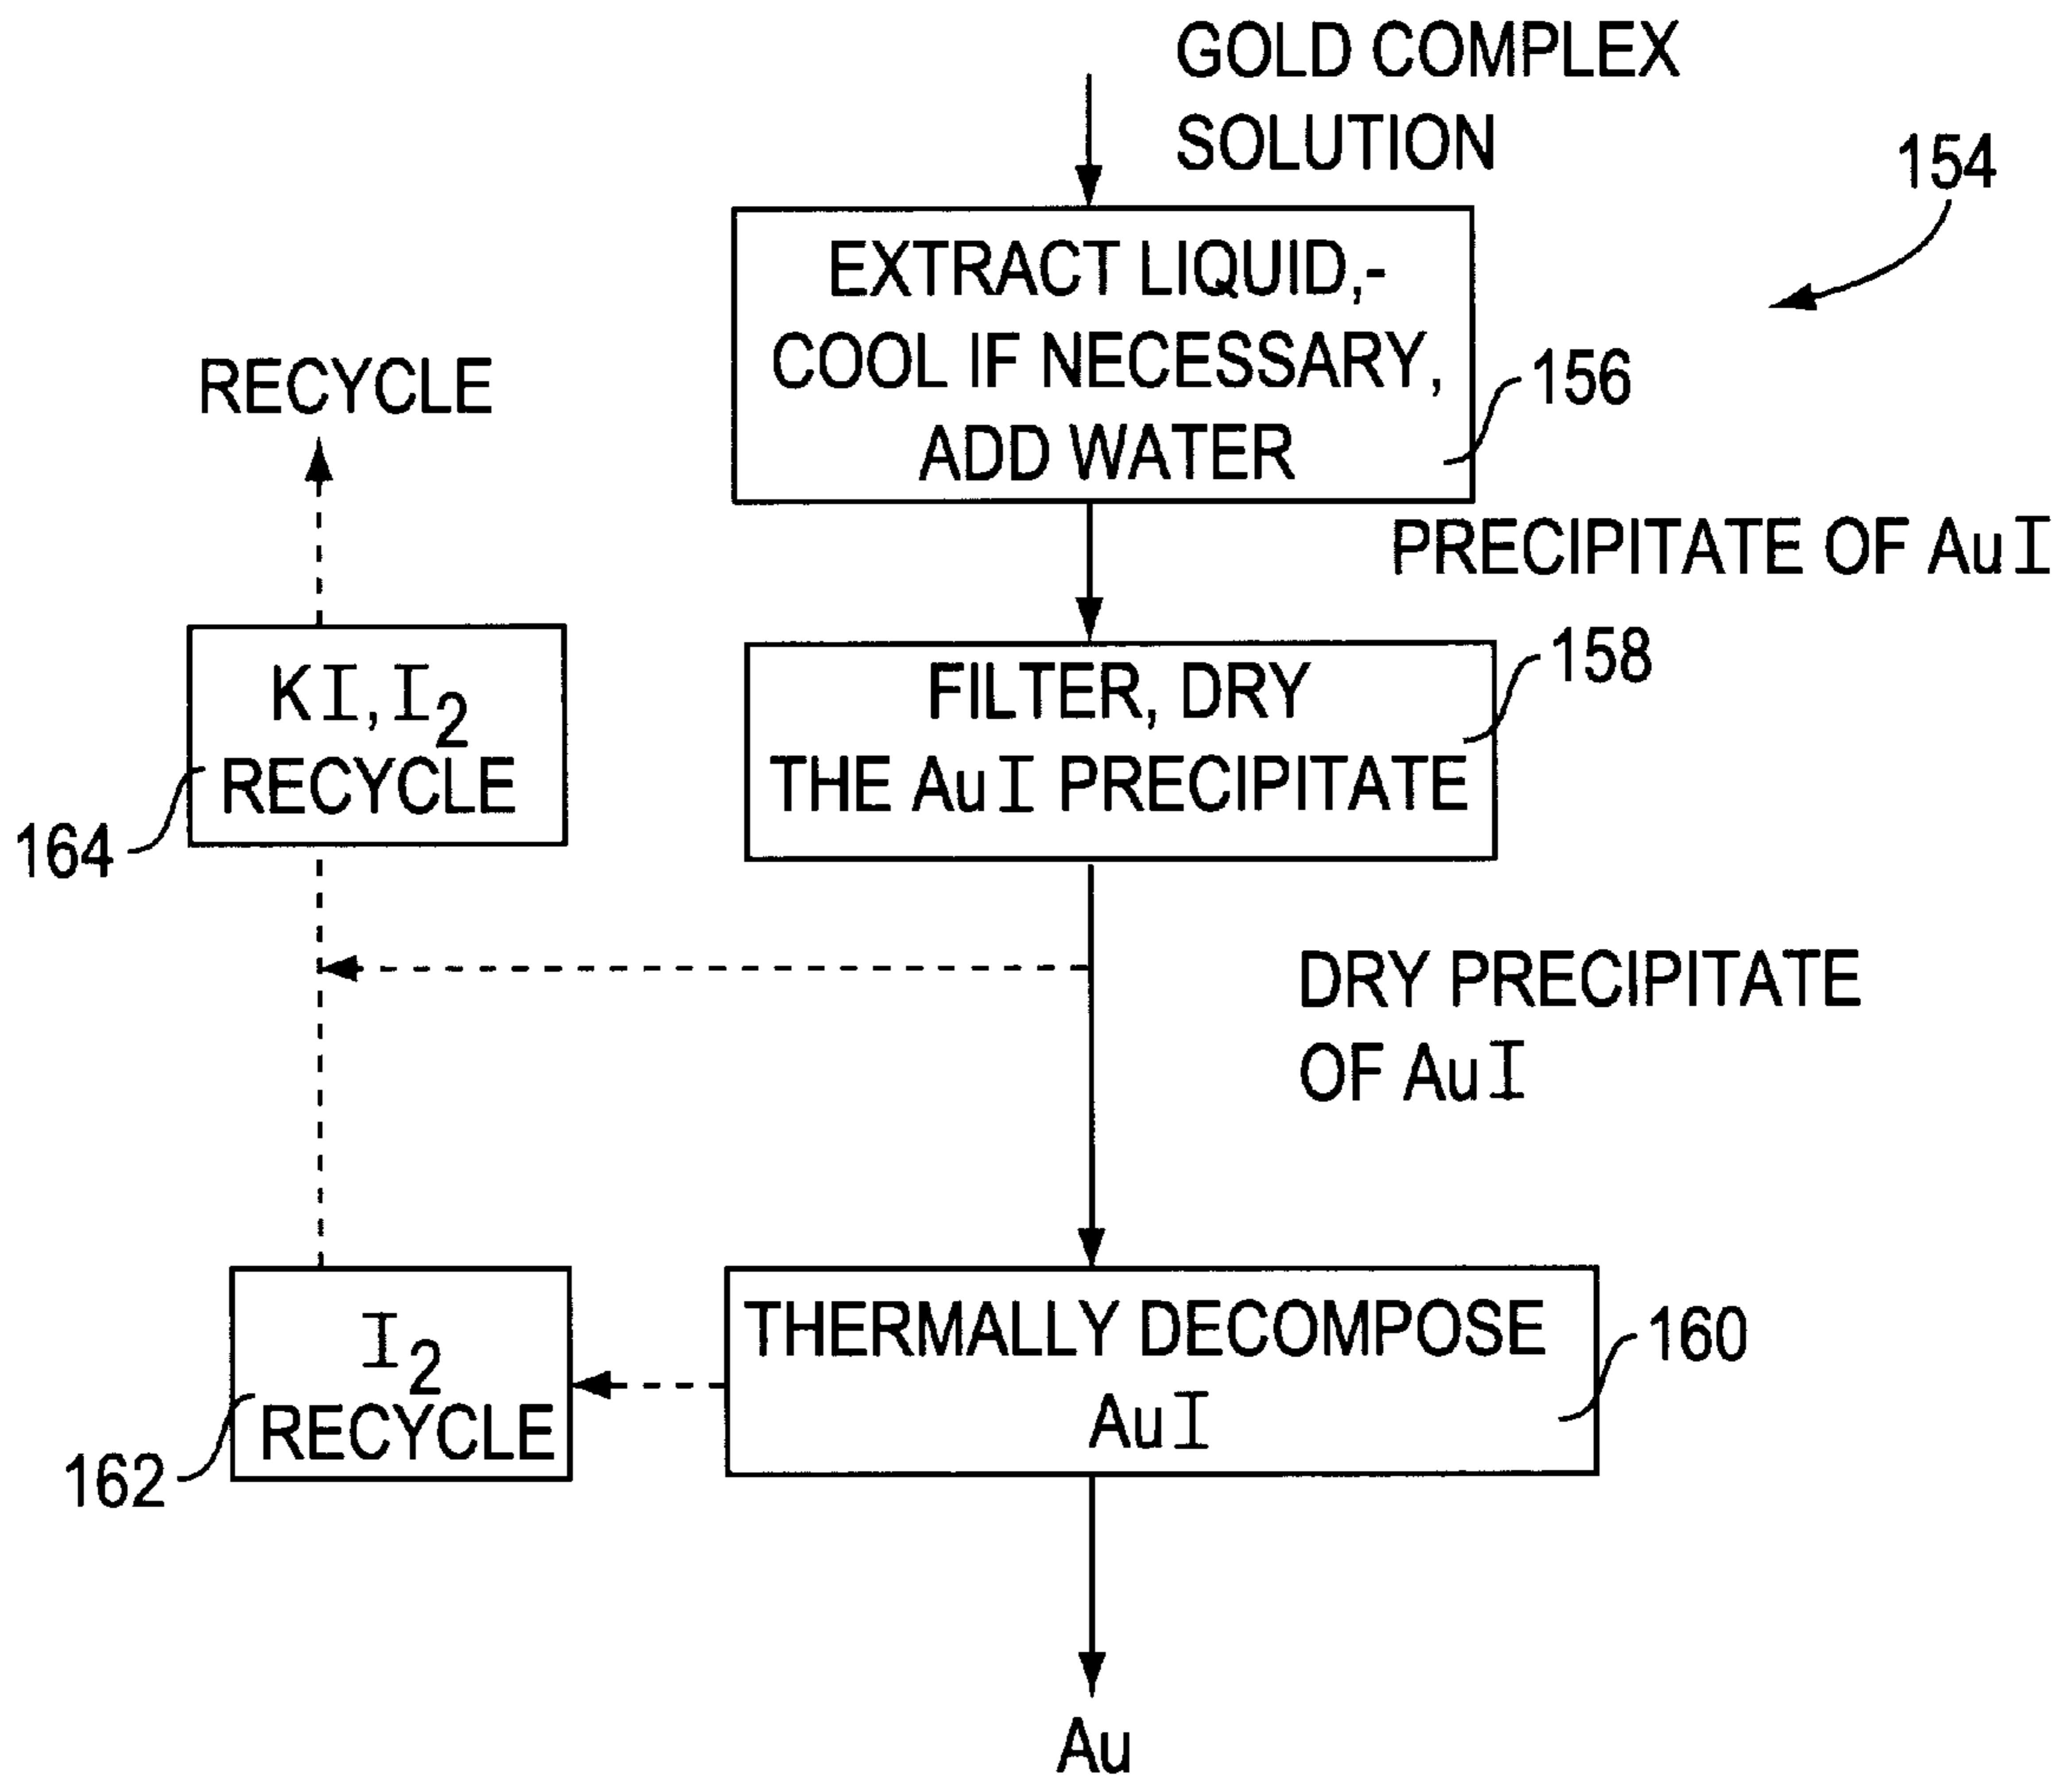 GOLD COMPLEX
SOLUTION
154
EXTRACT LIQUID,-
COOL IF NECESSARY,
ADD WATER
156
RECYCLE
PRECIPITATE OF AuI
KI, I2
RECYCLE
164
FILTER, DRY
THE AuI PRECIPITATE
158
DRY PRECIPITATE
OF AuI
I2
RECYCLE
162
THERMALLY DECOMPOSE
AuI
160
Au